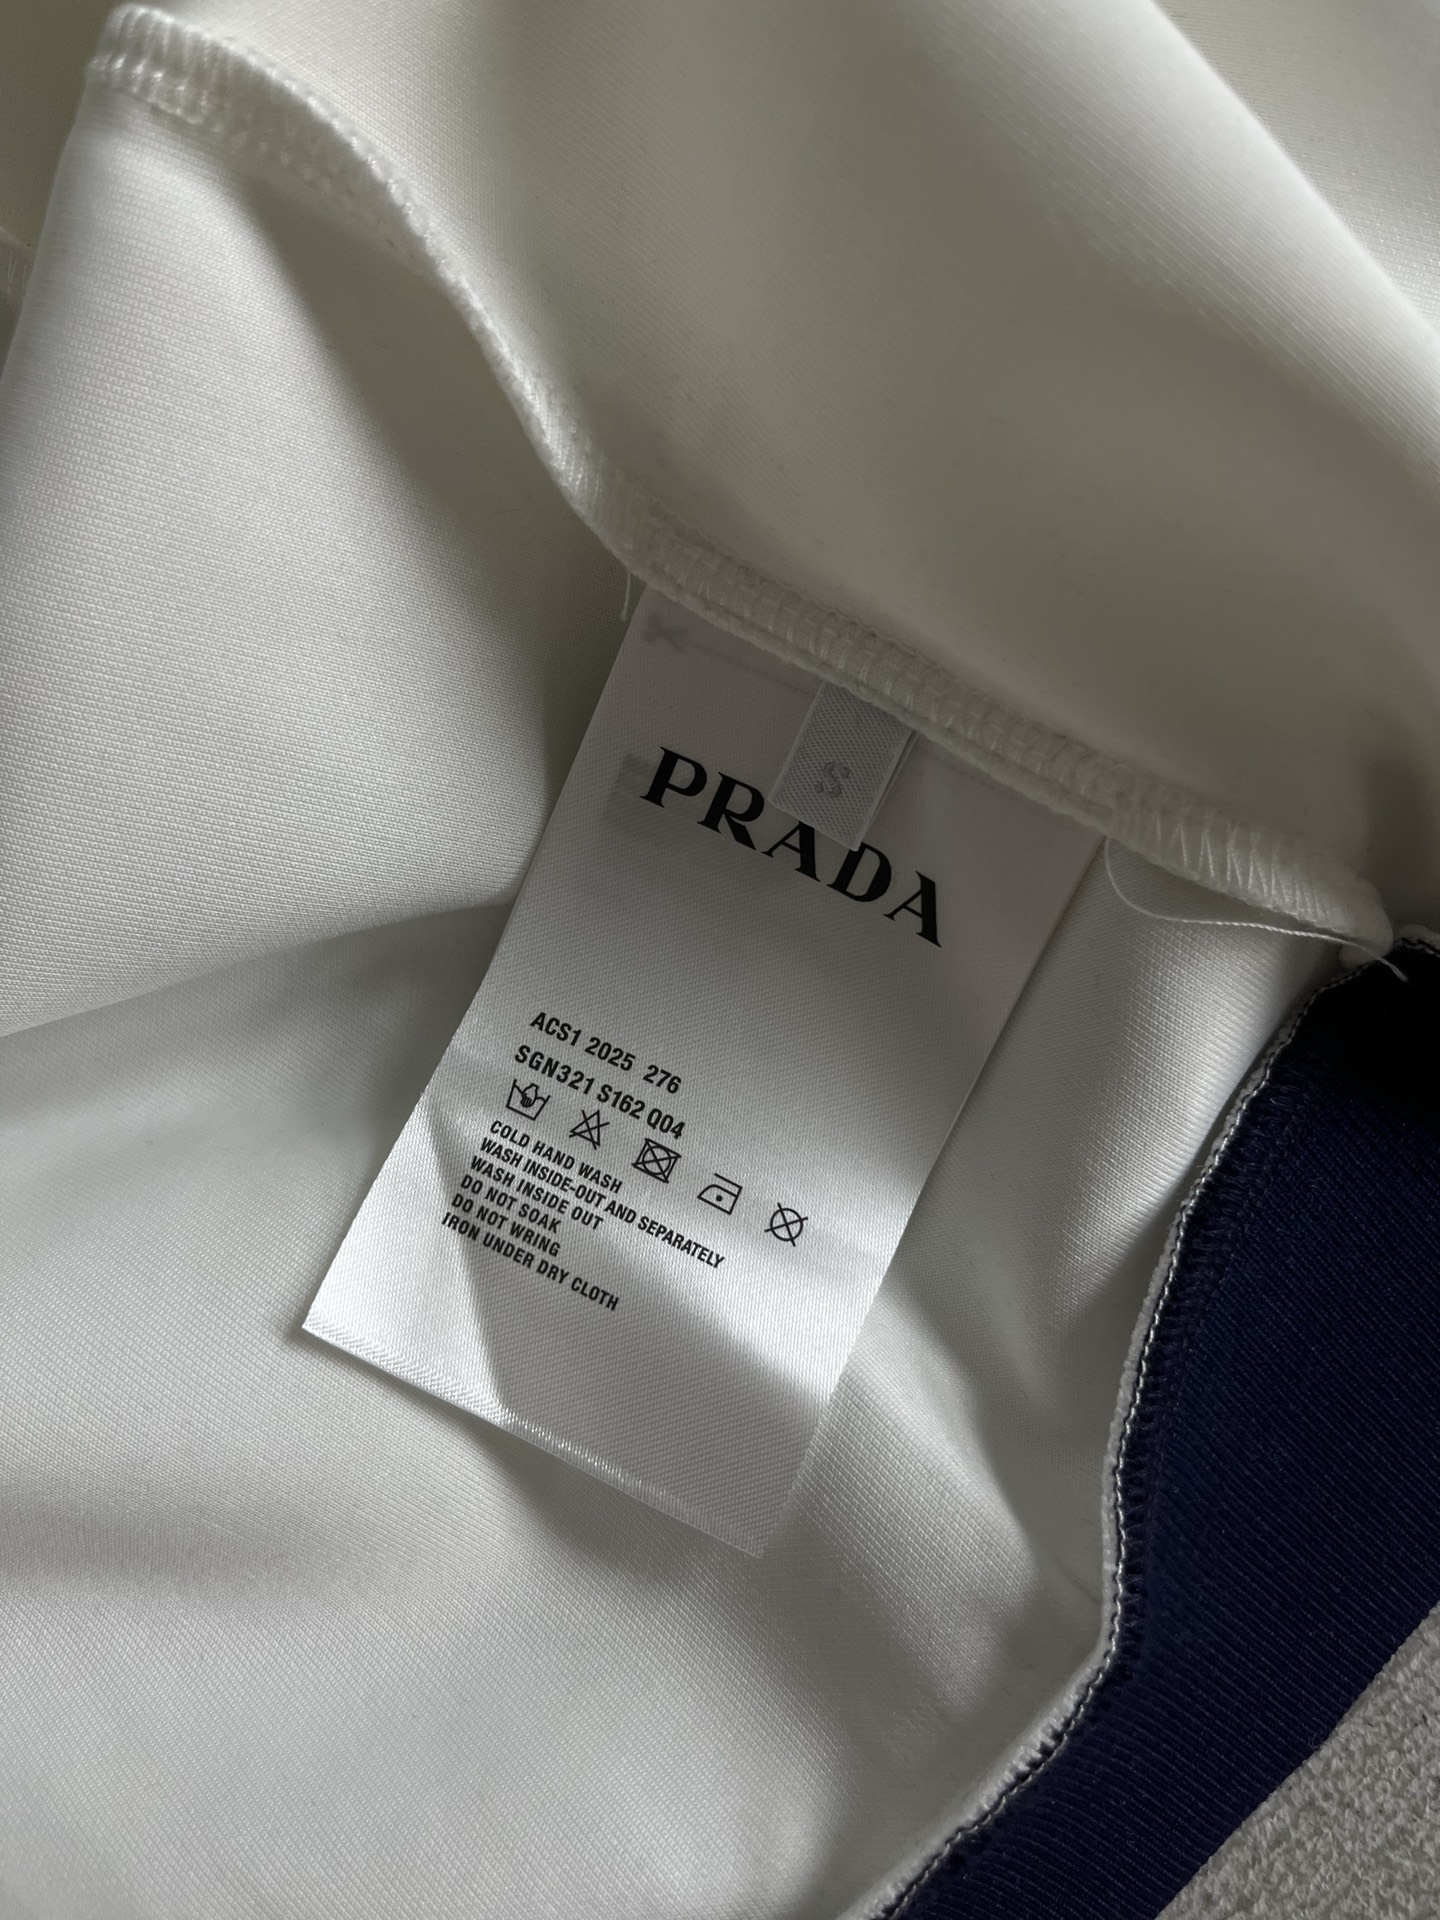 S
PRADA
ACS1 2025 276
SGN321 S162 Q04
COLD HAND WASH
WASH INSIDE-OUT AND SEPARATELY
WASH INSIDE OUT
DO NOT SOAK
DO NOT WRING
IRON UNDER DRY CLOTH